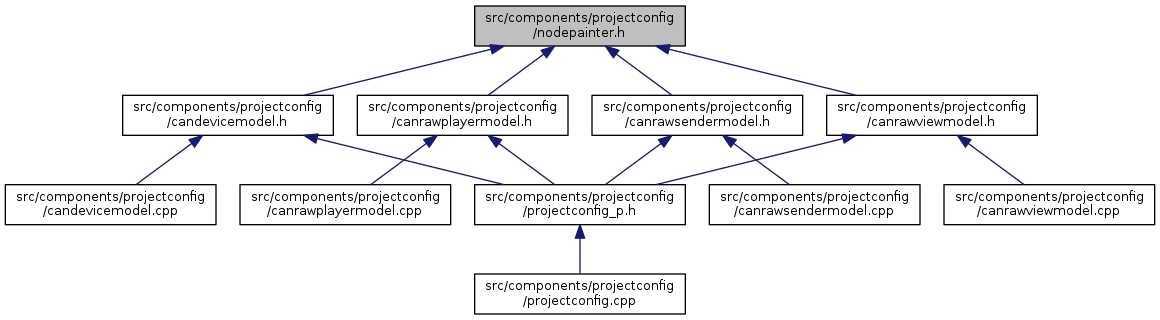 src/components/projectconfig
/nodepainter.h
src/components/projectconfig
/candevicemodel.h
src/components/projectconfig
/canrawplayermodel.h
src/components/projectconfig
/canrawsendermodel.h
src/components/projectconfig
/canrawviewmodel.h
src/components/projectconfig
/candevicemodel.cpp
src/components/projectconfig
/canrawplayermodel.cpp
src/components/projectconfig
/projectconfig_p.h
src/components/projectconfig
/canrawsendermodel.cpp
src/components/projectconfig
/canrawviewmodel.cpp
src/components/projectconfig
/projectconfig.cpp